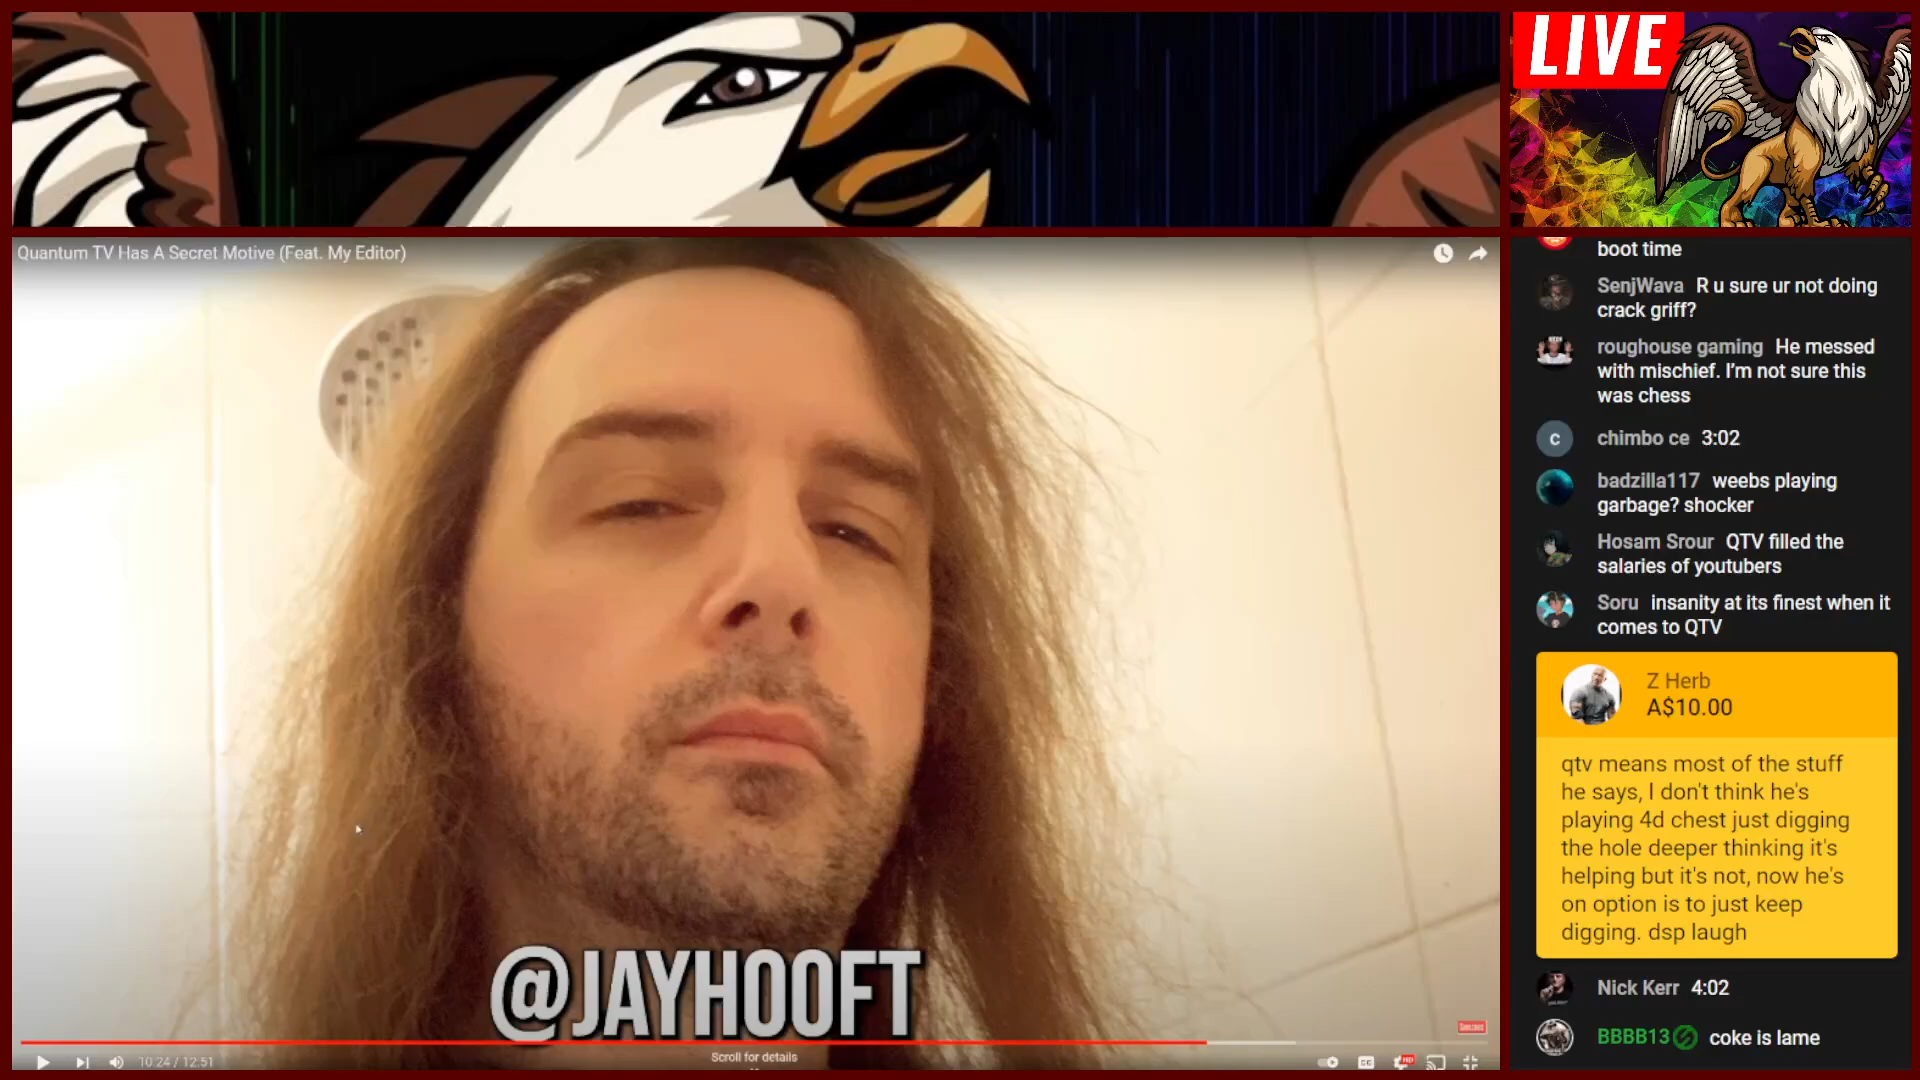 LIVE
Quantum TV Has A Secret Motive (Feat. My Editor)
boot time
SenjWava R u sure ur not doing
crack griff?
roughouse gaming He messed
with mischief. I'm not sure this
was chess
c chimbo ce 3:02
badzilla117 weebs playing
garbage? shocker
Hosam Srour QTV filled the
salaries of youtubers
Soru insanity at its finest when it
comes to QTV
Z Herb
A$10.00
qtv means most of the stuff
he says, I don't think he's
playing 4d chest just digging
the hole deeper thinking it's
helping but it's not, now he's
on option is to just keep
digging. dsp laugh
Nick Kerr 4:02
BBBB13 coke is lame
@JAYHOOFT
10:24 / 12:51
Scroll for details
CC
HD